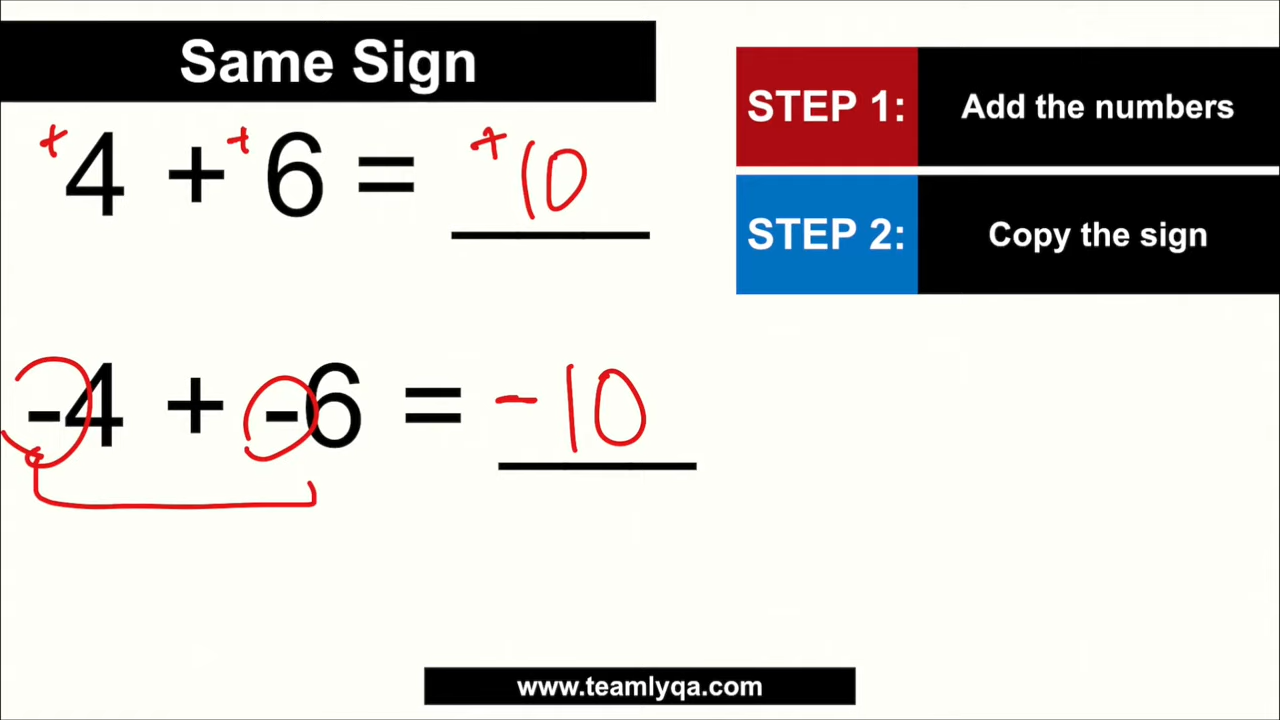 Same Sign
+4 + +6 = +10
-4 + -6 = -10
STEP 1: Add the numbers
STEP 2: Copy the sign
www.teamlyqa.com